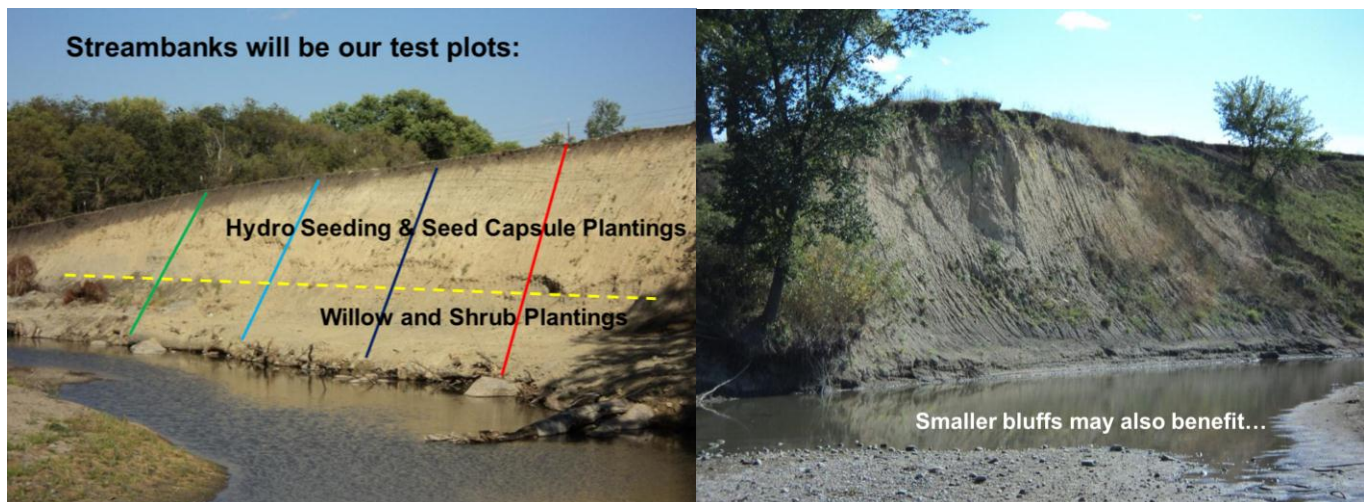 Streambanks will be our test plots:
Hydro Seeding & Seed Capsule Plantings
Willow and Shrub Plantings
Smaller bluffs may also benefit…